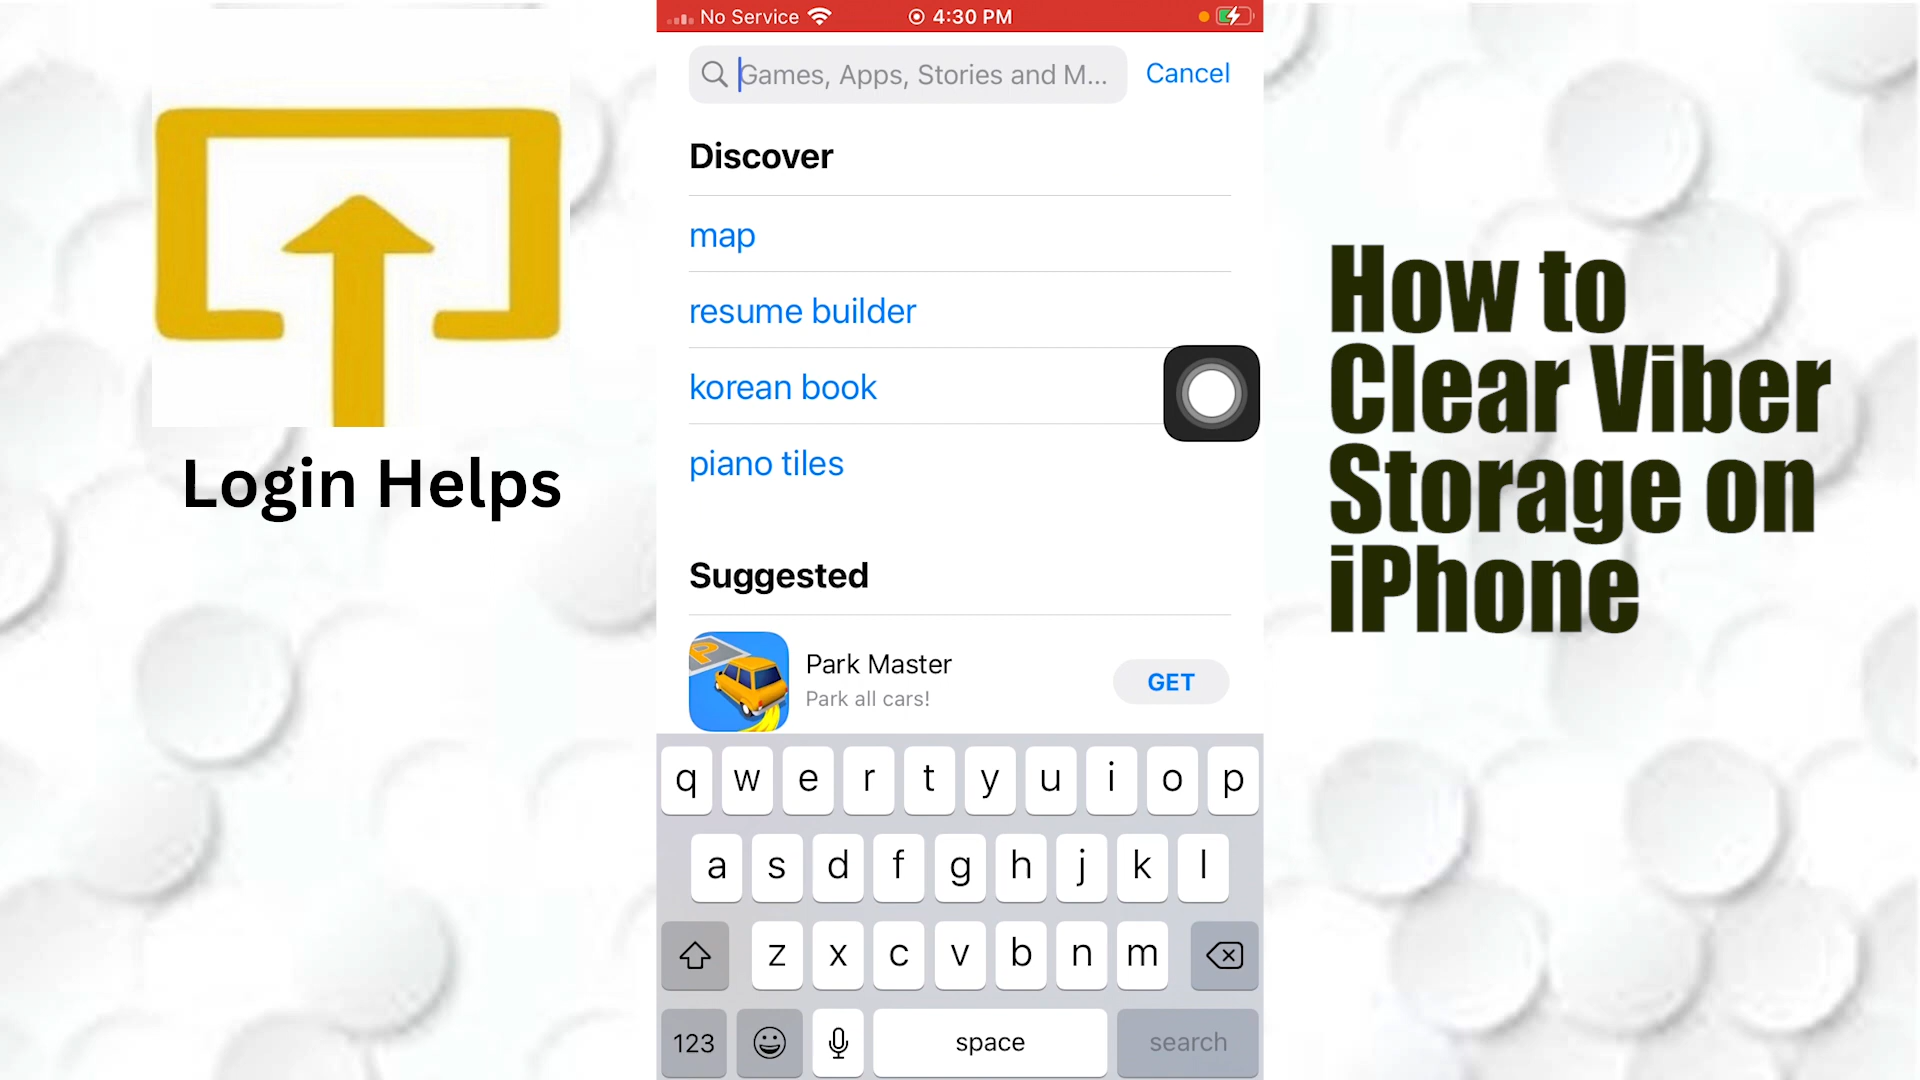 Login Helps
No Service 4:30 PM
Games, Apps, Stories and M... Cancel
Discover
map
resume builder
korean book
piano tiles
Suggested
P
Park Master
Park all cars!
GET
q w e r t y u i o p
a s d f g h j k l
z x c v b n m
123 space search
How to
Clear Viber
Storage on
iPhone